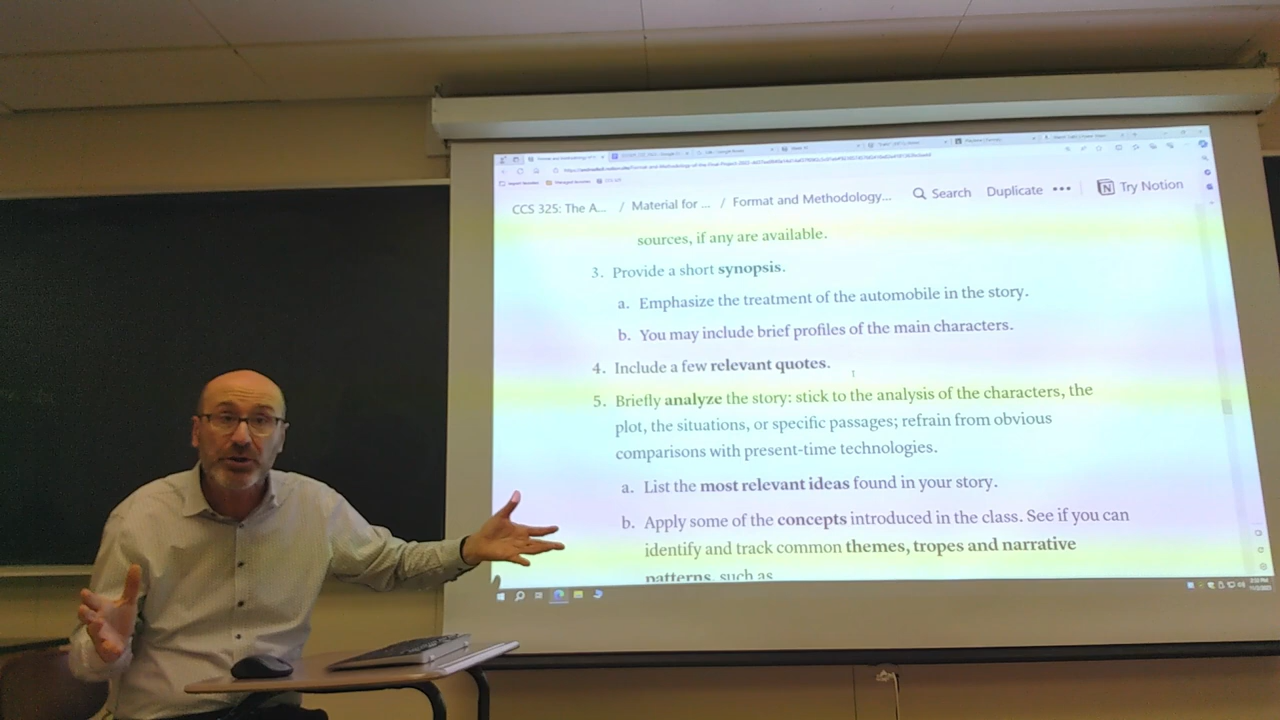 CCS 325: The A... / Material for ... / Format and Methodology... Search Duplicate ••• Try Notion
sources, if any are available.
3. Provide a short synopsis.
a. Emphasize the treatment of the automobile in the story.
b. You may include brief profiles of the main characters.
4. Include a few relevant quotes.
5. Briefly analyze the story: stick to the analysis of the characters, the
plot, the situations, or specific passages; refrain from obvious
comparisons with present-time technologies.
a. List the most relevant ideas found in your story.
b. Apply some of the concepts introduced in the class. See if you can
identify and track common themes, tropes and narrative
patterns, such as